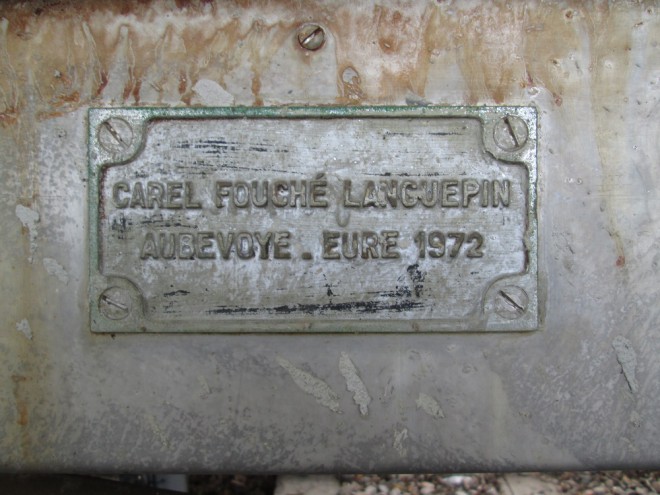 CAREL FOUCHÉ LANGUEPIN
AUBEVOYE . EURE 1972